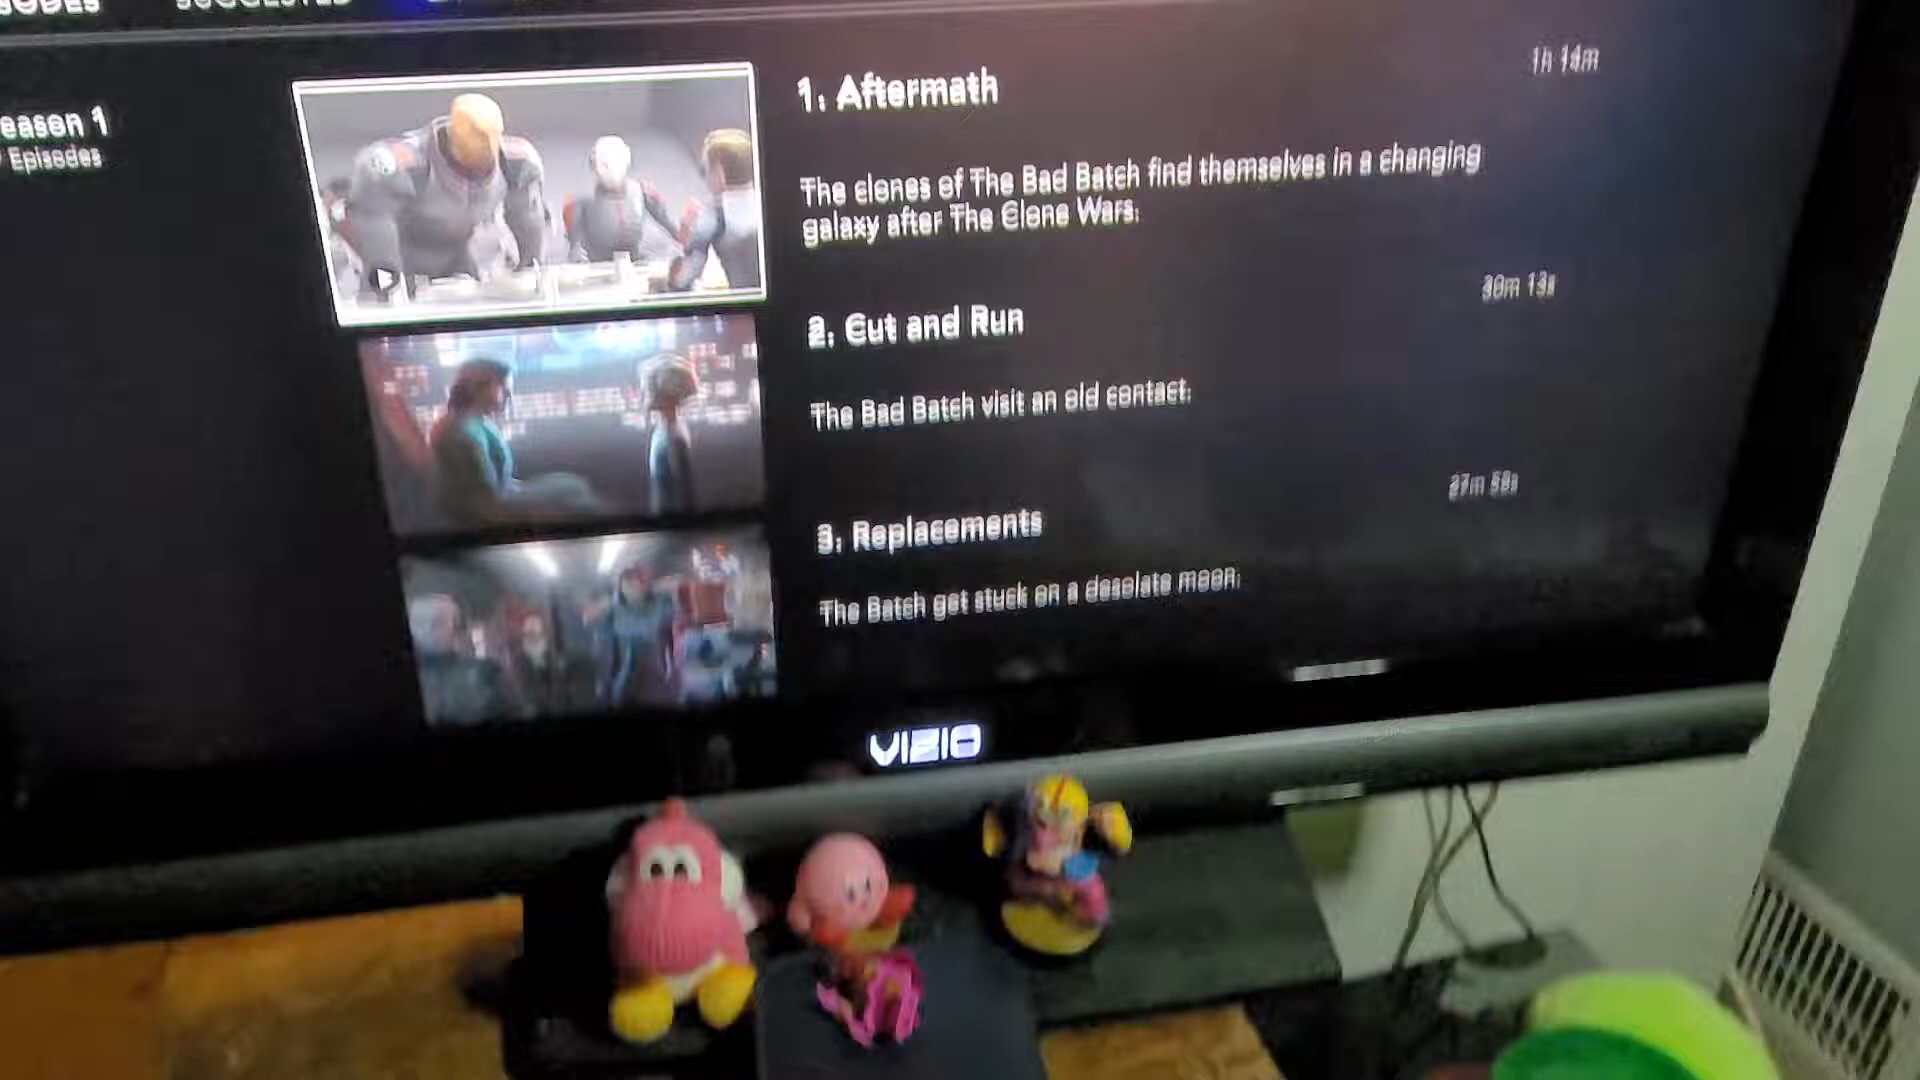 SUGGESTED
eason 1
Episodes
1. Aftermath
1h 14m
The clones of The Bad Batch find themselves in a changing
galaxy after The Clone Wars.
2. Cut and Run
30m 13s
The Bad Batch visit an old contact.
3. Replacements
27m 58s
The Batch get stuck on a desolate moon.
VIZIO